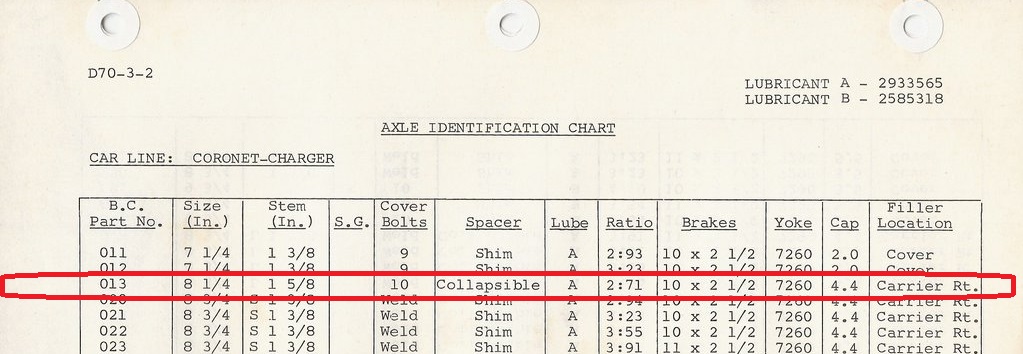 D70-3-2
LUBRICANT A - 2933565
LUBRICANT B - 2585318
AXLE IDENTIFICATION CHART
CAR LINE: CORONET-CHARGER
B.C. Part No. Size (In.) Stem (In.) S.G. Cover Bolts Spacer Lube Ratio Brakes Yoke Cap Filler Location
011 7 1/4 1 3/8 9 Shim A 2:93 10 x 2 1/2 7260 2.0 Cover
012 7 1/4 1 3/8 9 Shim A 3:23 10 x 2 1/2 7260 2.0 Cover
013 8 1/4 1 5/8 10 Collapsible A 2:71 10 x 2 1/2 7260 4.4 Carrier Rt.
020 8 3/4 S 1 3/8 Weld Shim A 2:94 10 x 2 1/2 7260 4.4 Carrier Rt.
021 8 3/4 S 1 3/8 Weld Shim A 3:23 10 x 2 1/2 7260 4.4 Carrier Rt.
022 8 3/4 S 1 3/8 Weld Shim A 3:55 10 x 2 1/2 7260 4.4 Carrier Rt.
023 8 3/4 S 1 3/8 Weld Shim A 3:91 11 x 2 1/2 7260 4.4 Carrier Rt.